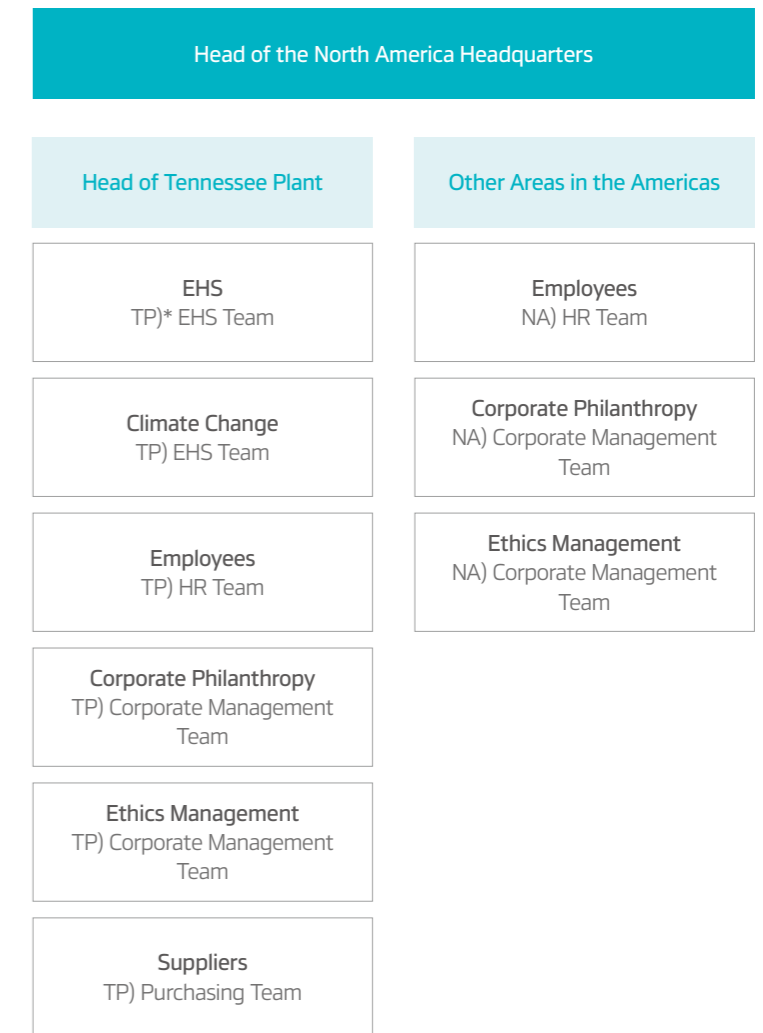 Head of the North America Headquarters
Head of Tennessee Plant
EHS
TP)* EHS Team
Climate Change
TP) EHS Team
Employees
TP) HR Team
Corporate Philanthropy
TP) Corporate Management
Team
Ethics Management
TP) Corporate Management
Team
Suppliers
TP) Purchasing Team
Other Areas in the Americas
Employees
NA) HR Team
Corporate Philanthropy
NA) Corporate Management
Team
Ethics Management
NA) Corporate Management
Team